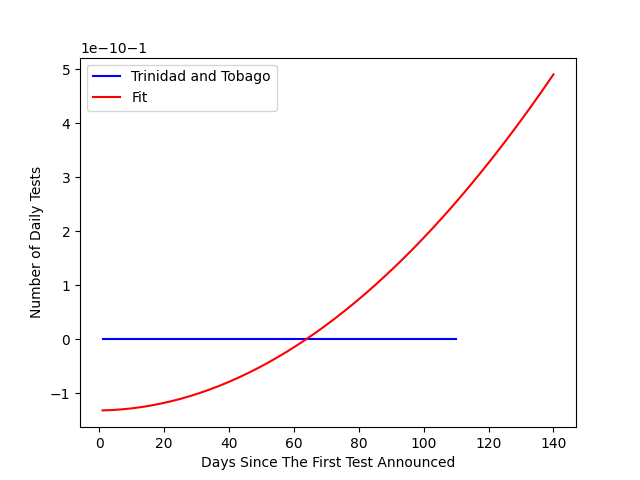 1e−10−1
Trinidad and Tobago
Fit
5
4
3
2
1
0
−1
Number of Daily Tests
0 20 40 60 80 100 120 140
Days Since The First Test Announced